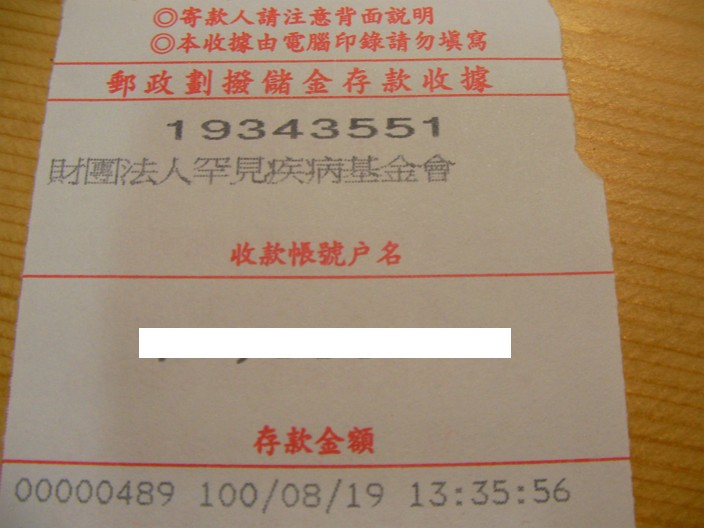 ◎寄款人請注意背面說明
◎本收據由電腦印錄請勿填寫
郵政劃撥儲金存款收據
19343551
財團法人罕見疾病基金會
收款帳號户名
存款金額
00000489 100/08/19 13:35:56